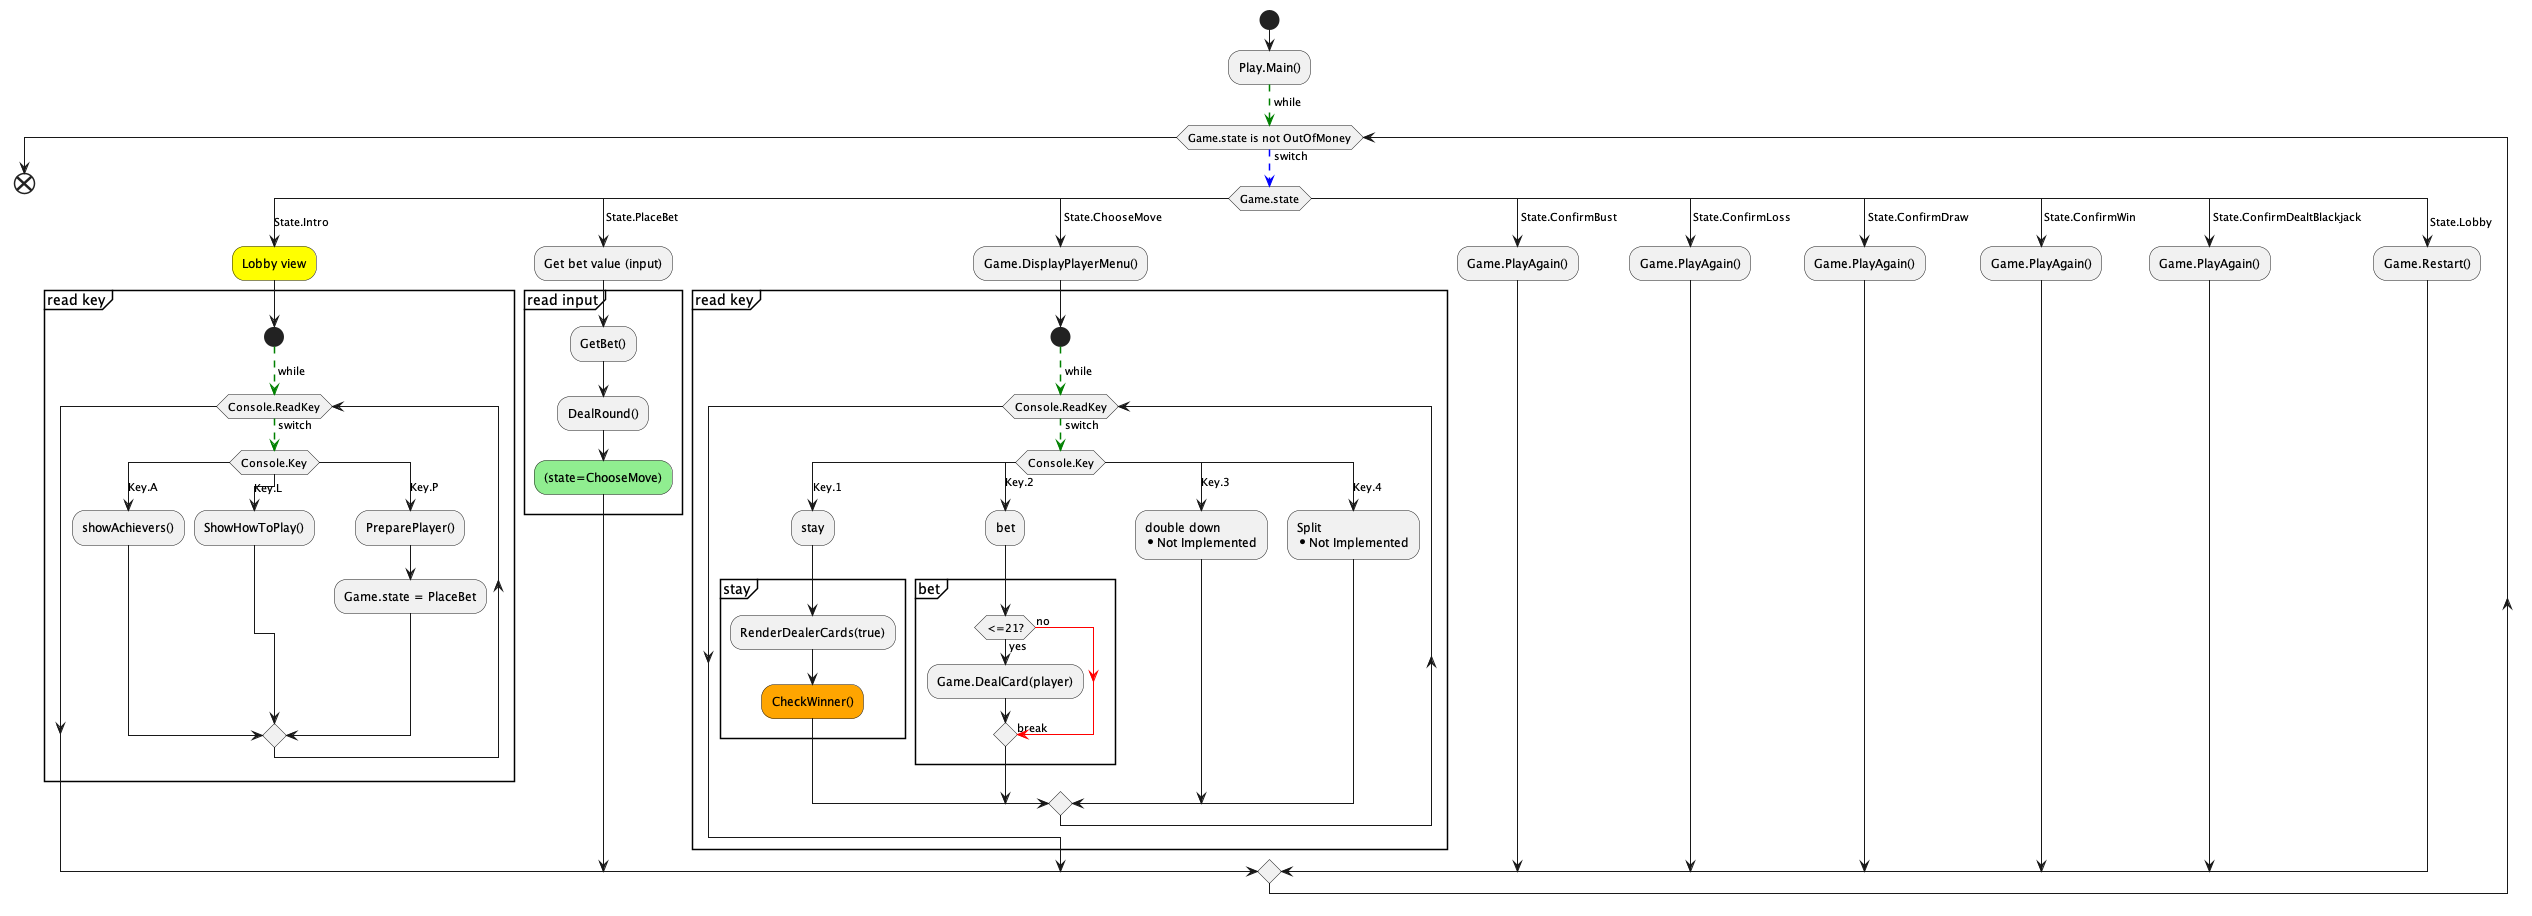 Play.Main()
while
Game.state is not OutOfMoney
switch
Game.state
State.Intro
State.PlaceBet
State.ChooseMove
State.ConfirmBust
State.ConfirmLoss
State.ConfirmDraw
State.ConfirmWin
State.ConfirmDealtBlackjack
State.Lobby
Lobby view
Get bet value (input)
Game.DisplayPlayerMenu()
Game.PlayAgain()
Game.PlayAgain()
Game.PlayAgain()
Game.PlayAgain()
Game.PlayAgain()
Game.Restart()
read key
while
Console.ReadKey
switch
Console.Key
Key.A
Key.L
Key.P
showAchievers()
ShowHowToPlay()
PreparePlayer()
Game.state = PlaceBet
read input
GetBet()
DealRound()
(state=ChooseMove)
read key
while
Console.ReadKey
switch
Console.Key
Key.1
Key.2
Key.3
Key.4
stay
bet
double down
•Not Implemented
Split
•Not Implemented
stay
RenderDealerCards(true)
CheckWinner()
bet
<=21?
no
yes
Game.DealCard(player)
break